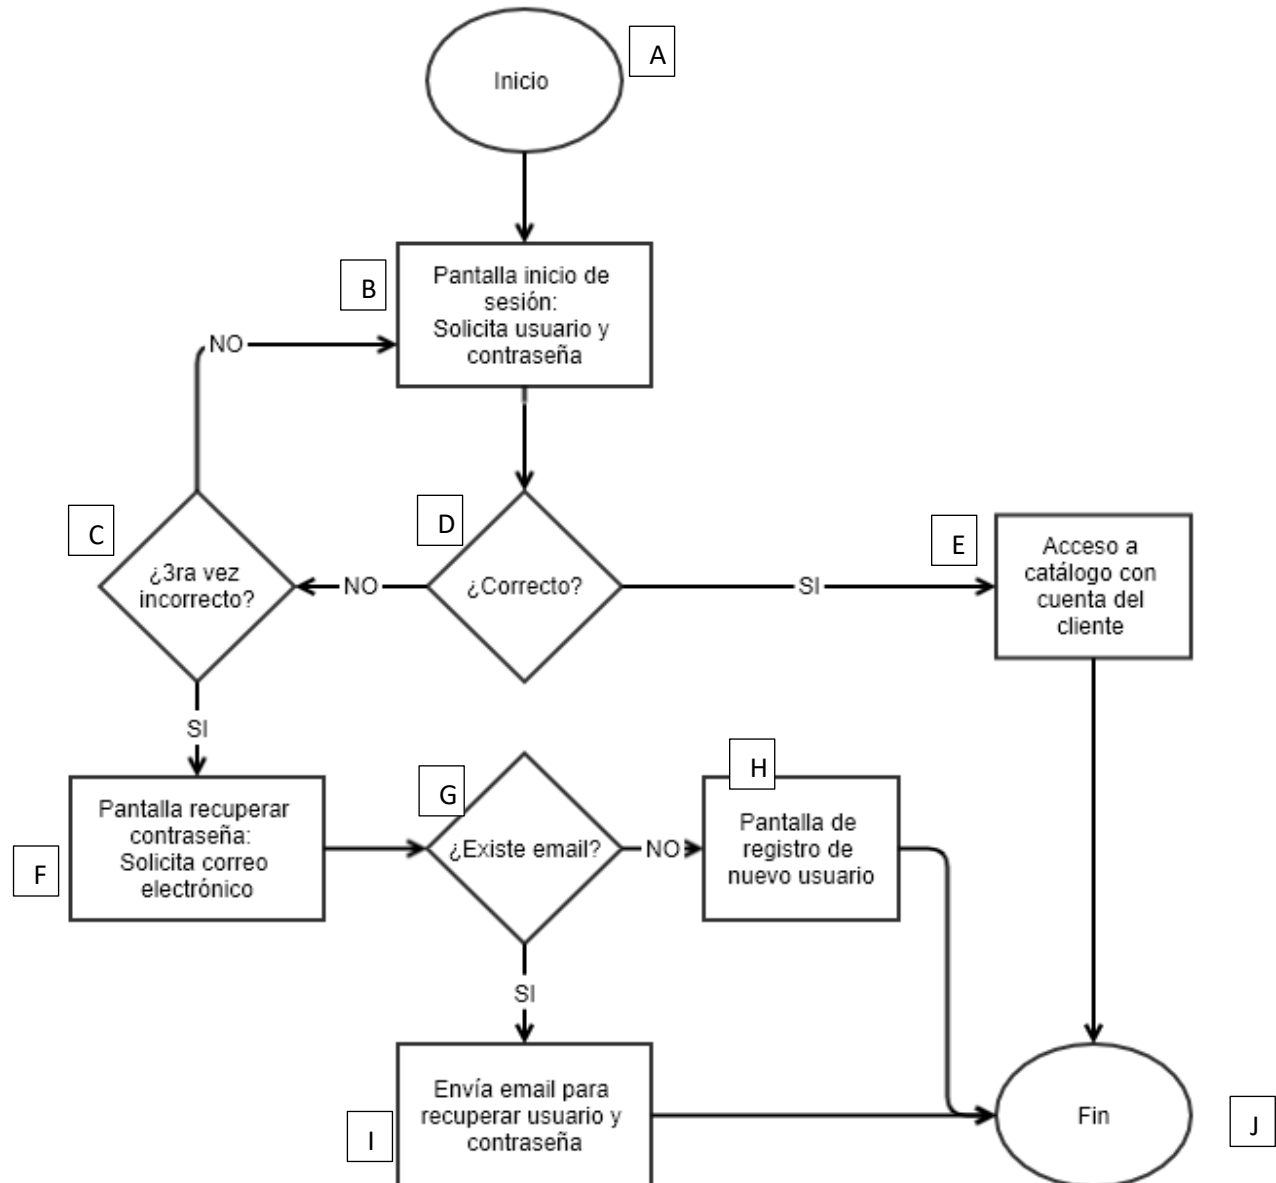 Inicio
A
B
Pantalla inicio de
sesión:
Solicita usuario y
contraseña
NO
C
¿3ra vez
incorrecto?
NO
D
¿Correcto?
SI
E
Acceso a
catálogo con
cuenta del
cliente
SI
F
Pantalla recuperar
contraseña:
Solicita correo
electrónico
G
¿Existe email?
NO
H
Pantalla de
registro de
nuevo usuario
SI
I
Envía email para
recuperar usuario y
contraseña
Fin
J